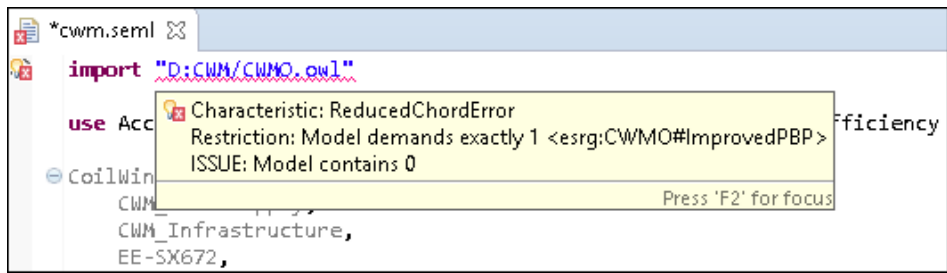 *cwm.seml
import "D:CWM/CWMO.owl"
Characteristic: ReducedChordError
use Acc
Restriction: Model demands exactly 1 <esrg:CWMO#ImprovedPBP>
fficiency
ISSUE: Model contains 0
CoilWin
Press 'F2' for focus
CWM_
CWM_Infrastructure,
EE-SX672,